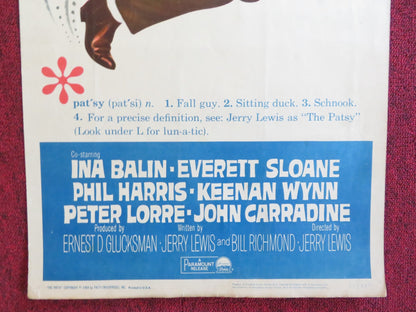 pat′sy (pat′si) n. 1. Fall guy. 2. Sitting duck. 3. Schnook.
4. For a precise definition, see: Jerry Lewis as "The Patsy"
(Look under L for lun-a-tic).
Co-starring
INA BALIN · EVERETT SLOANE
PHIL HARRIS · KEENAN WYNN
PETER LORRE · JOHN CARRADINE
Produced by Written by Directed by
ERNEST D. GLUCKSMAN · JERRY LEWIS and BILL RICHMOND · JERRY LEWIS
A
PARAMOUNT
RELEASE